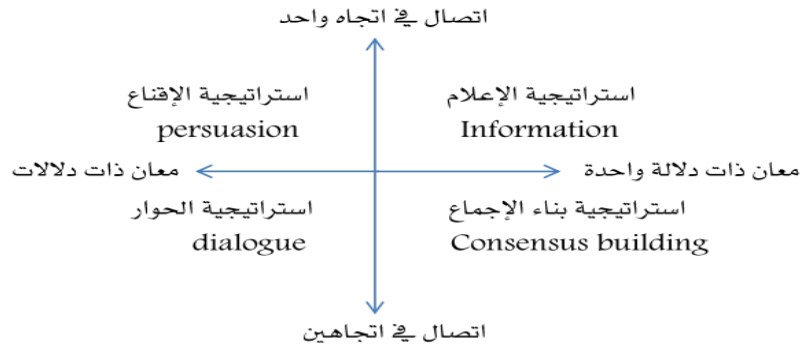 اتصال في اتجاه واحد
استراتيجية الإعلام
Information
استراتيجية الإقناع
persuasion
معان ذات دلالة واحدة
معان ذات دلالات
استراتيجية بناء الإجماع
Consensus building
استراتيجية الحوار
dialogue
اتصال في اتجاهين